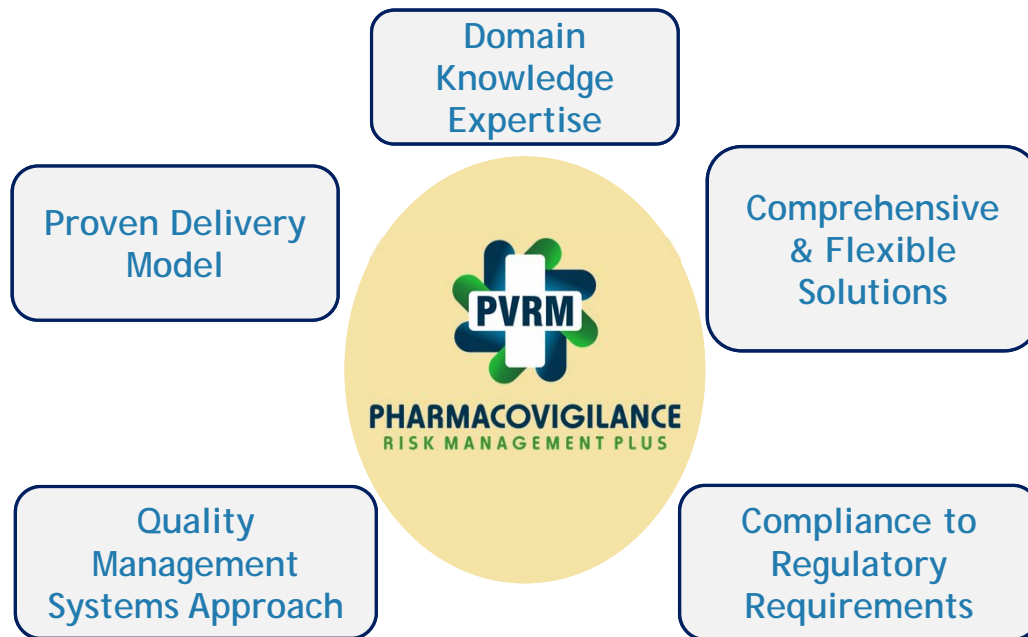 Domain
Knowledge
Expertise
Proven Delivery
Model
Comprehensive
& Flexible
Solutions
PVRM
PHARMACOVIGILANCE
RISK MANAGEMENT PLUS
Quality
Management
Systems Approach
Compliance to
Regulatory
Requirements